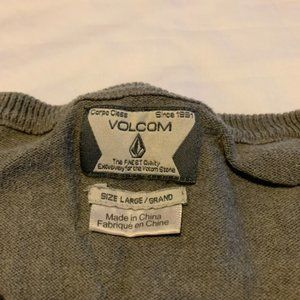 Corpo Class Since 1991
VOLCOM
The FINEST Quality
Exclusively for the Volcom Stone
SIZE LARGE/GRAND
Made in China
Fabriqué en Chine